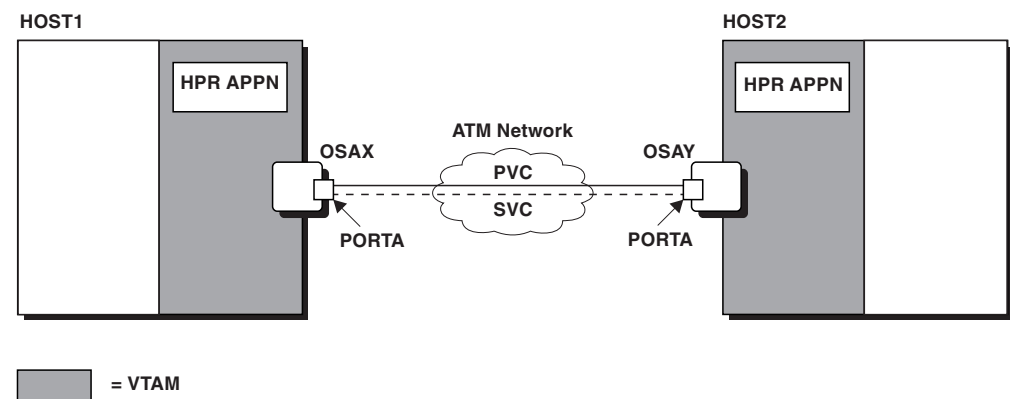 HOST1
HOST2
HPR APPN
HPR APPN
ATM Network
OSAX
OSAY
PVC
SVC
PORTA
PORTA
= VTAM